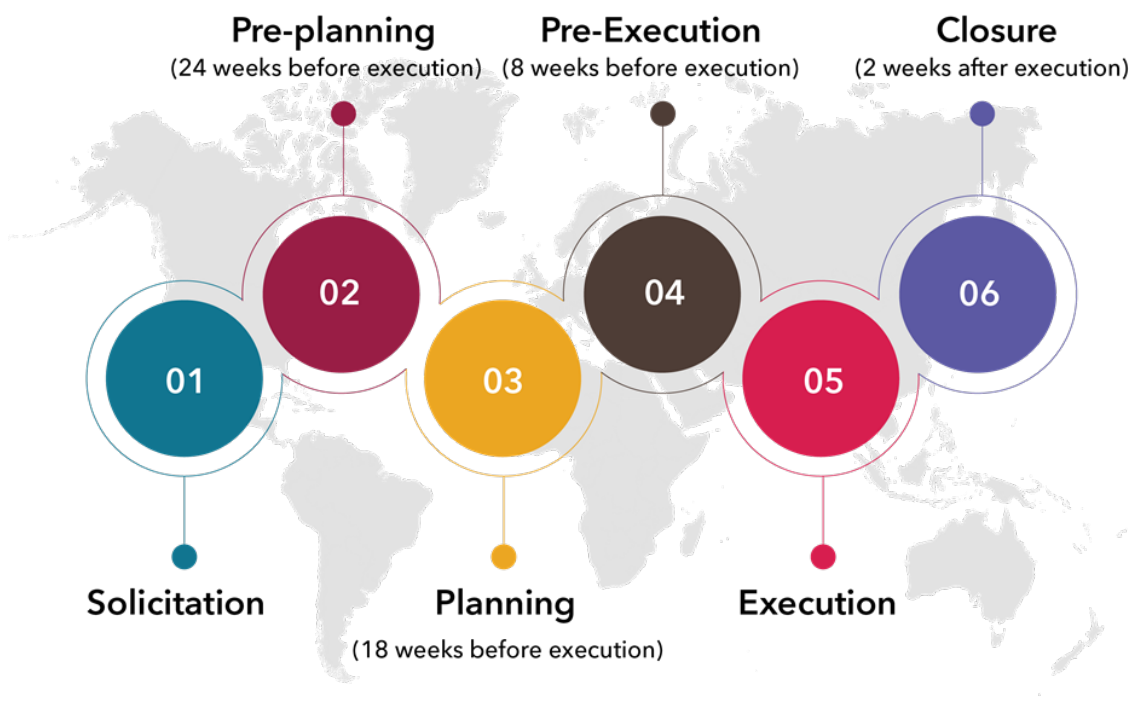 Pre-planning
(24 weeks before execution)
Pre-Execution
(8 weeks before execution)
Closure
(2 weeks after execution)
01
02
03
04
05
06
Solicitation
Planning
(18 weeks before execution)
Execution